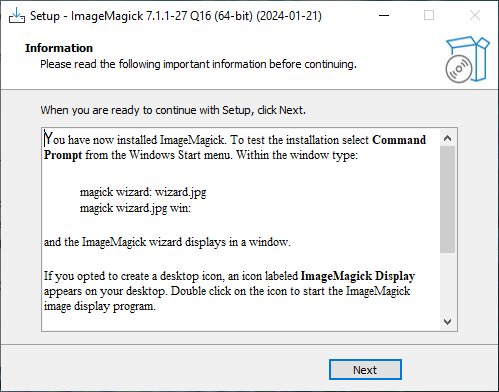 Setup - ImageMagick 7.1.1-27 Q16 (64-bit) (2024-01-21)
Information
Please read the following important information before continuing.
When you are ready to continue with Setup, click Next.
You have now installed ImageMagick. To test the installation select Command
Prompt from the Windows Start menu. Within the window type:
magick wizard: wizard.jpg
magick wizard.jpg win:
and the ImageMagick wizard displays in a window.
If you opted to create a desktop icon, an icon labeled ImageMagick Display
appears on your desktop. Double click on the icon to start the ImageMagick
image display program.
Next